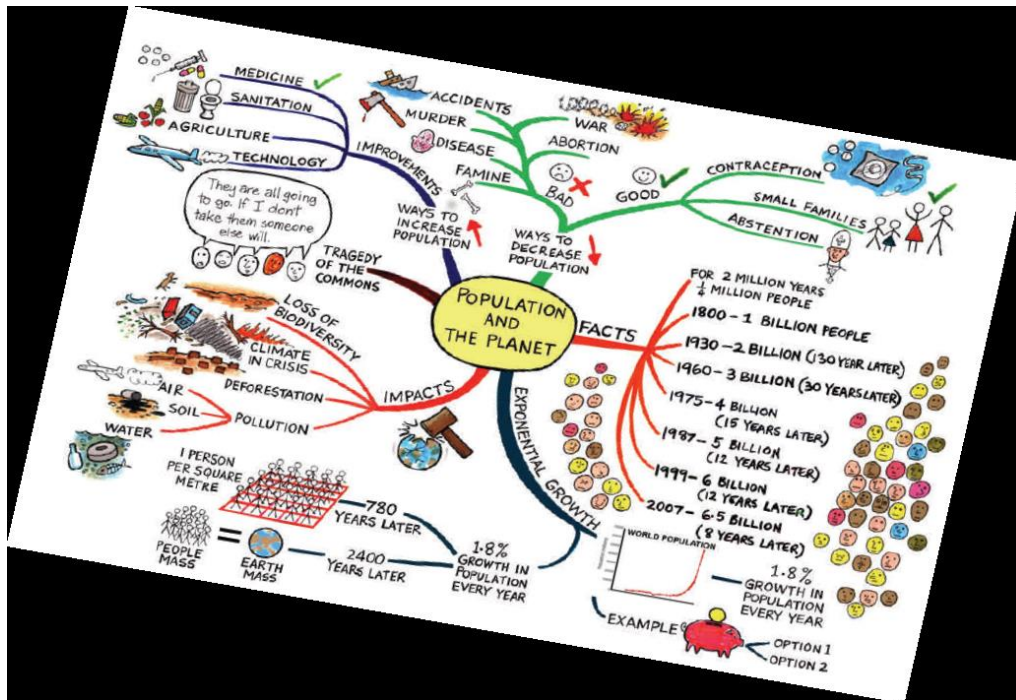 POPULATION
AND
THE PLANET
WAYS TO
INCREASE
POPULATION
IMPROVEMENTS
MEDICINE
SANITATION
AGRICULTURE
TECHNOLOGY
WAYS TO
DECREASE
POPULATION
BAD
ACCIDENTS
MURDER
DISEASE
FAMINE
WAR
ABORTION
GOOD
CONTRACEPTION
SMALL FAMILIES
ABSTENTION
TRAGEDY
OF THE
COMMONS
They are all going
to go. If I don't
take them someone
else will.
FACTS
FOR 2 MILLION YEARS
1/4 MILLION PEOPLE
1800 - 1 BILLION PEOPLE
1930 - 2 BILLION (130 YEAR LATER)
1960 - 3 BILLION (30 YEARS LATER)
1975 - 4 BILLION
(15 YEARS LATER)
1987 - 5 BILLION
(12 YEARS LATER)
1999 - 6 BILLION
(12 YEARS LATER)
2007 - 6.5 BILLION
(8 YEARS LATER)
IMPACTS
LOSS OF
BIODIVERSITY
CLIMATE
IN CRISIS
DEFORESTATION
POLLUTION
AIR
SOIL
WATER
EXPONENTIAL GROWTH
1.8%
GROWTH IN
POPULATION
EVERY YEAR
780
YEARS LATER
1 PERSON
PER SQUARE
METRE
2400
YEARS LATER
PEOPLE
MASS
=
EARTH
MASS
WORLD POPULATION
1.8%
GROWTH IN
POPULATION
EVERY YEAR
EXAMPLE
OPTION 1
OPTION 2